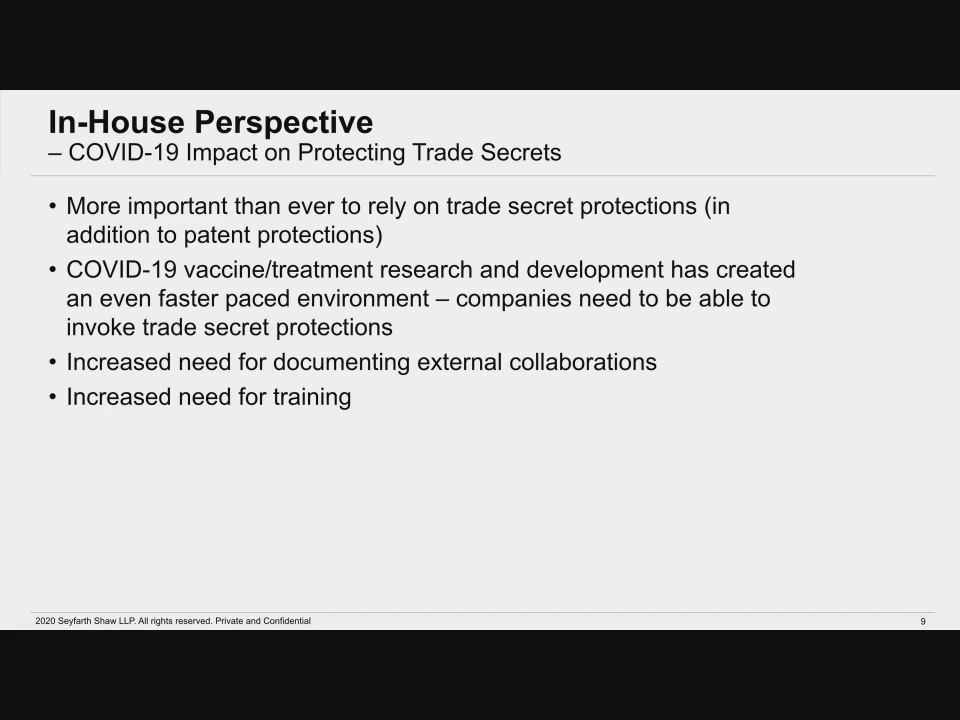 In-House Perspective
– COVID-19 Impact on Protecting Trade Secrets
• More important than ever to rely on trade secret protections (in
addition to patent protections)
• COVID-19 vaccine/treatment research and development has created
an even faster paced environment – companies need to be able to
invoke trade secret protections
• Increased need for documenting external collaborations
• Increased need for training
2020 Seyfarth Shaw LLP. All rights reserved. Private and Confidential
9